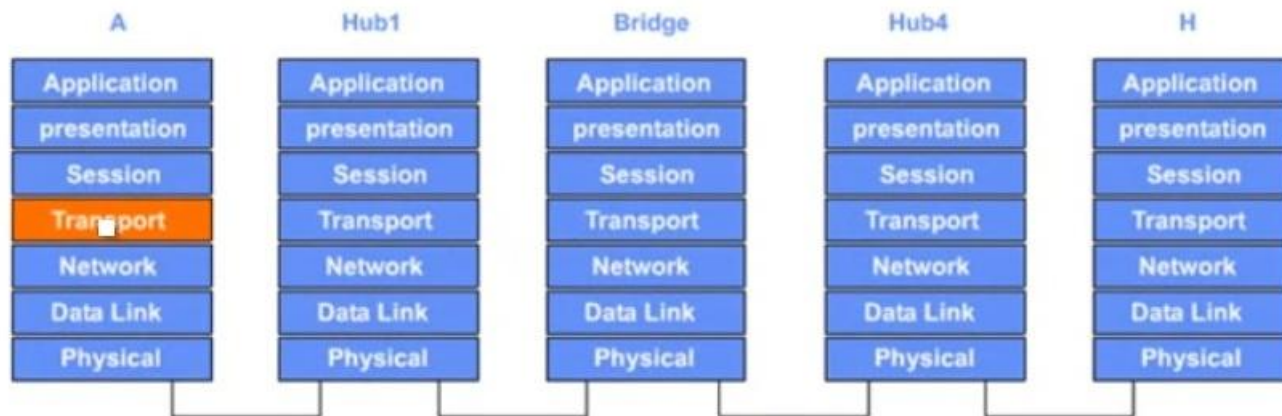 A Hub1 Bridge Hub4 H
Application Application Application Application Application
presentation presentation presentation presentation presentation
Session Session Session Session Session
Transport Transport Transport Transport Transport
Network Network Network Network Network
Data Link Data Link Data Link Data Link Data Link
Physical Physical Physical Physical Physical